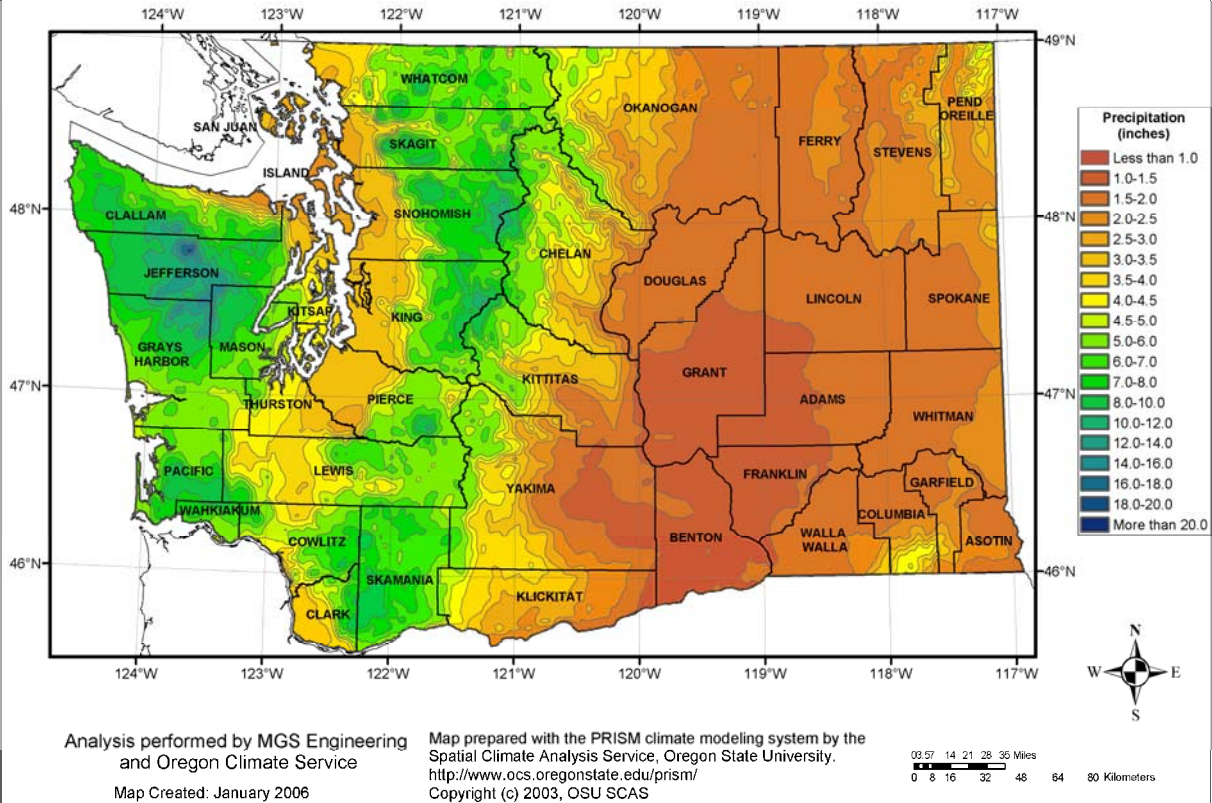 124°W 123°W 122°W 121°W 120°W 119°W 118°W 117°W
49°N
WHATCOM
PEND
OREILLE
OKANOGAN
SAN JUAN
SKAGIT
FERRY
STEVENS
ISLAND
48°N
CLALLAM
SNOHOMISH
48°N
CHELAN
JEFFERSON
DOUGLAS
LINCOLN
SPOKANE
KITSAP
KING
GRAYS
HARBOR
MASON
GRANT
47°N
KITTITAS
47°N
THURSTON
PIERCE
ADAMS
WHITMAN
PACIFIC
LEWIS
YAKIMA
FRANKLIN
GARFIELD
WAHKIAKUM
COLUMBIA
COWLITZ
BENTON
WALLA
WALLA
ASOTIN
46°N
46°N
SKAMANIA
KLICKITAT
CLARK
124°W 123°W 122°W 121°W 120°W 119°W 118°W 117°W
Precipitation
(inches)
Less than 1.0
1.0-1.5
1.5-2.0
2.0-2.5
2.5-3.0
3.0-3.5
3.5-4.0
4.0-4.5
4.5-5.0
5.0-6.0
6.0-7.0
7.0-8.0
8.0-10.0
10.0-12.0
12.0-14.0
14.0-16.0
16.0-18.0
18.0-20.0
More than 20.0
N
W E
S
Analysis performed by MGS Engineering
and Oregon Climate Service
Map Created: January 2006
Map prepared with the PRISM climate modeling system by the
Spatial Climate Analysis Service, Oregon State University.
http://www.ocs.oregonstate.edu/prism/
Copyright (c) 2003, OSU SCAS
03.57 14 21 28 35 Miles
0 8 16 32 48 64 80 Kilometers